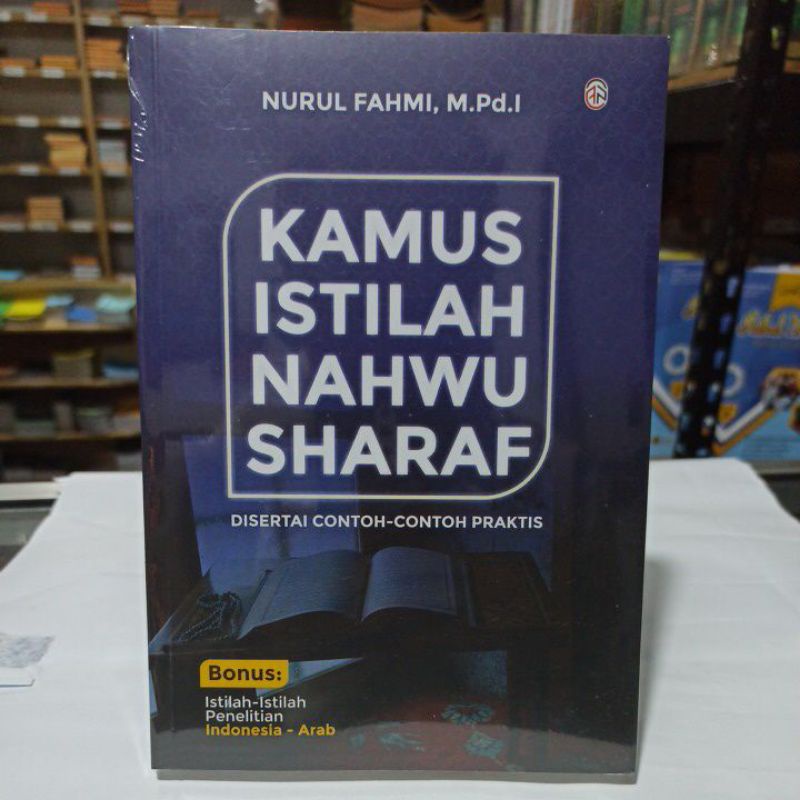 NURUL FAHMI, M.Pd.I
KAMUS
ISTILAH
NAHWU
SHARAF
DISERTAI CONTOH-CONTOH PRAKTIS
Bonus:
Istilah-Istilah
Penelitian
Indonesia - Arab